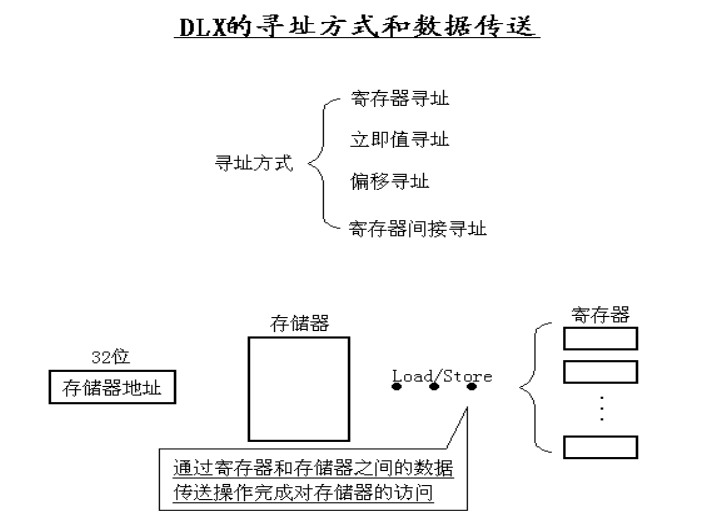 DLX的寻址方式和数据传送
寄存器寻址
立即值寻址
寻址方式
偏移寻址
寄存器间接寻址
存储器
寄存器
32位
存储器地址
Load/Store
通过寄存器和存储器之间的数据
传送操作完成对存储器的访问